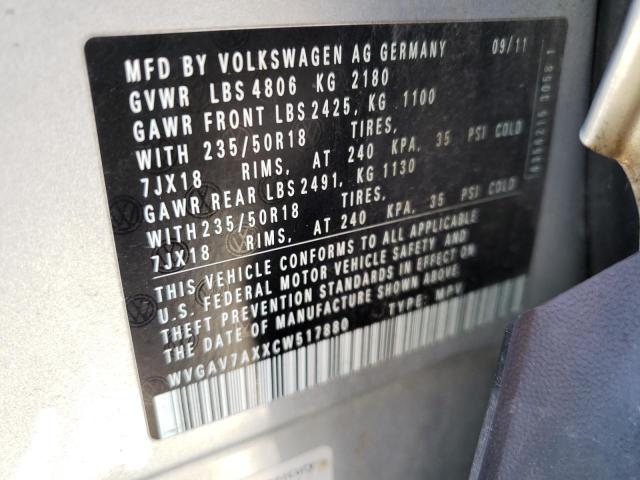 MFD BY VOLKSWAGEN AG GERMANY 09/11
GVWR LBS 4806 KG 2180
GAWR FRONT LBS 2425, KG 1100
WITH 235/50R18 TIRES,
7JX18 RIMS, AT 240 KPA, 35 PSI COLD
GAWR REAR LBS 2491, KG 1130
WITH 235/50R18 TIRES,
7JX18 RIMS, AT 240 KPA, 35 PSI COLD
THIS VEHICLE CONFORMS TO ALL APPLICABLE
U.S. FEDERAL MOTOR VEHICLE SAFETY AND
THEFT PREVENTION STANDARDS IN EFFECT ON
THE DATE OF MANUFACTURE SHOWN ABOVE.
WVGAV7AXXCW517880 TYPE: MPV